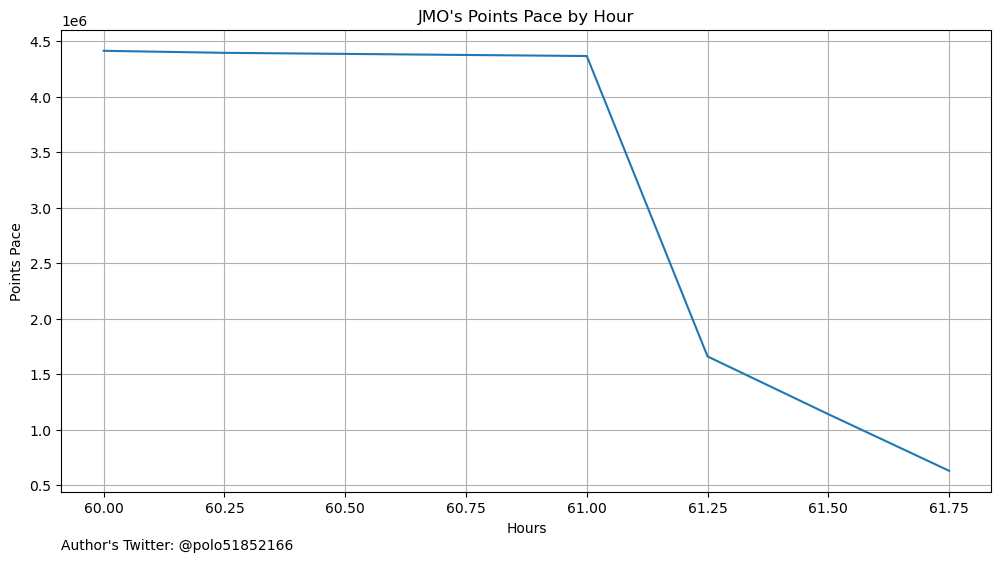 JMO's Points Pace by Hour
1e6
4.5
4.0
3.5
3.0
2.5
2.0
1.5
1.0
0.5
Points Pace
60.00 60.25 60.50 60.75 61.00 61.25 61.50 61.75
Hours
Author's Twitter: @polo51852166